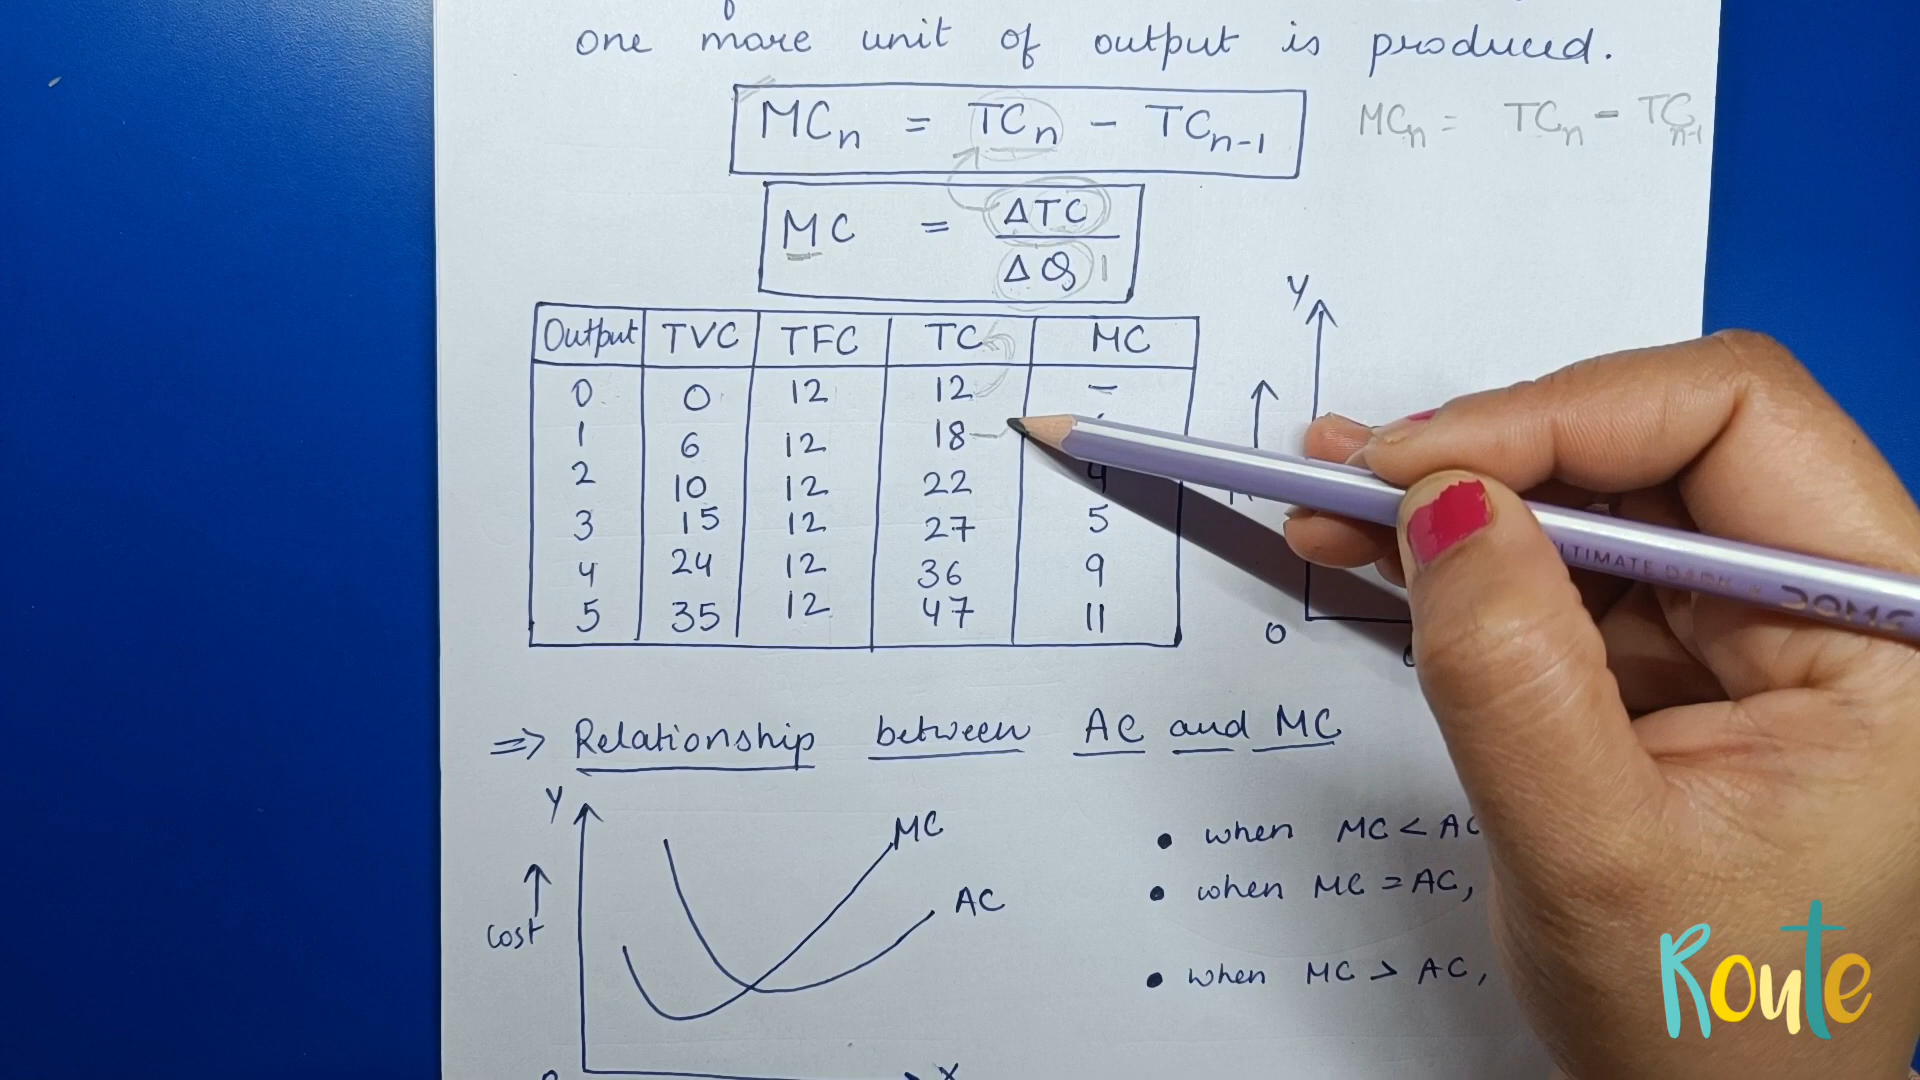 one more unit of output is produced.
MCn = TCn - TCn-1
MCn = TCn - TCn-1
MC = ΔTC / ΔQ 1
Output TVC TFC TC MC
0 0 12 12 –
1 6 12 18
2 10 12 22 4
3 15 12 27 5
4 24 12 36 9
5 35 12 47 11
Y
0
⇒ Relationship between AC and MC
Y
MC
AC
↑
Cost
X
• when MC < AC
• when MC = AC,
• when MC > AC,
Route